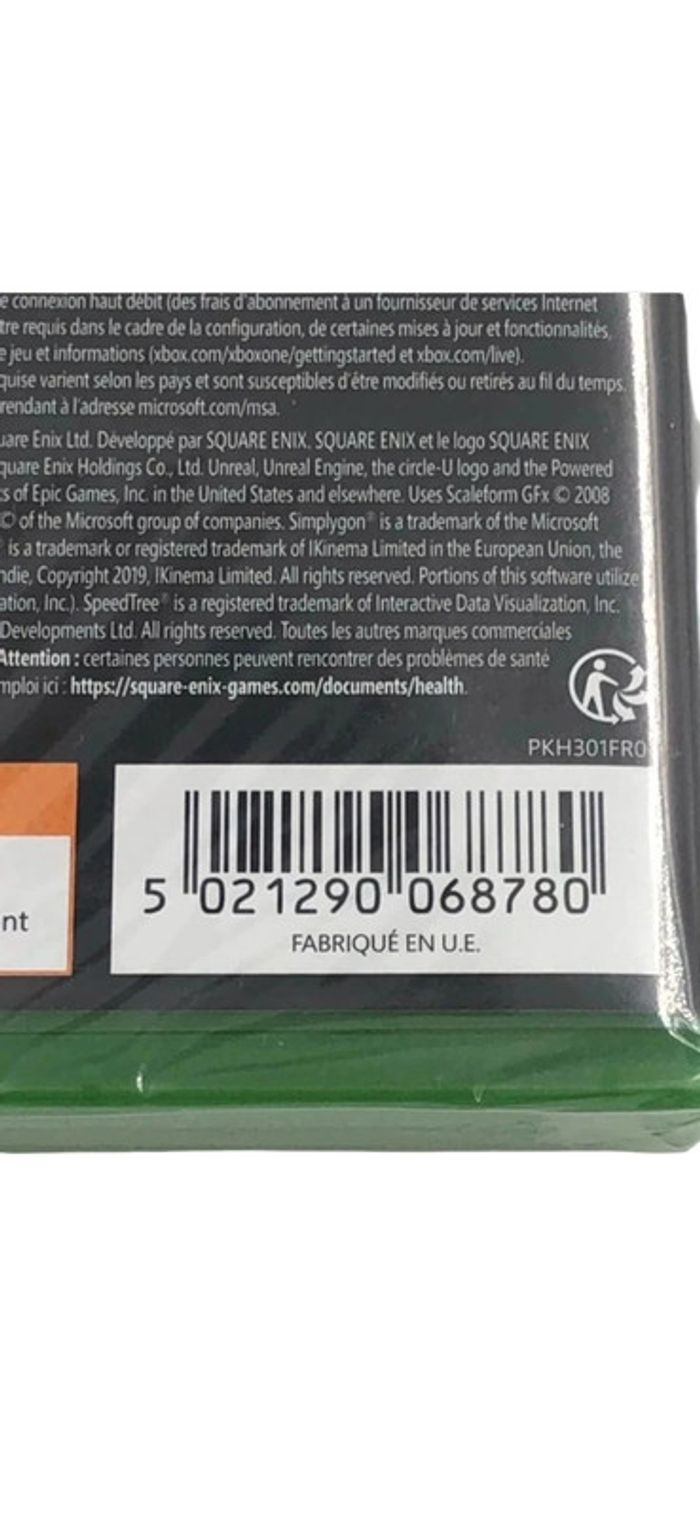 e connexion haut débit (des frais d'abonnement à un fournisseur de services Internet
tre requis dans le cadre de la configuration, de certaines mises à jour et fonctionnalités,
e jeu et informations (xbox.com/xboxone/gettingstarted et xbox.com/live).
quise varient selon les pays et sont susceptibles d'être modifiés ou retirés au fil du temps.
rendant à l'adresse microsoft.com/msa.
uare Enix Ltd. Développé par SQUARE ENIX. SQUARE ENIX et le logo SQUARE ENIX
quare Enix Holdings Co., Ltd. Unreal, Unreal Engine, the circle-U logo and the Powered
s of Epic Games, Inc. in the United States and elsewhere. Uses Scaleform GFx © 2008
© of the Microsoft group of companies. Simplygon® is a trademark of the Microsoft
is a trademark or registered trademark of IKinema Limited in the European Union, the
ndie, Copyright 2019, IKinema Limited. All rights reserved. Portions of this software utilize
ation, Inc.). SpeedTree® is a registered trademark of Interactive Data Visualization, Inc.
Developments Ltd. All rights reserved. Toutes les autres marques commerciales
Attention : certaines personnes peuvent rencontrer des problèmes de santé
mploi ici : https://square-enix-games.com/documents/health.
PKH301FR0
nt
5 021290 068780
FABRIQUÉ EN U.E.